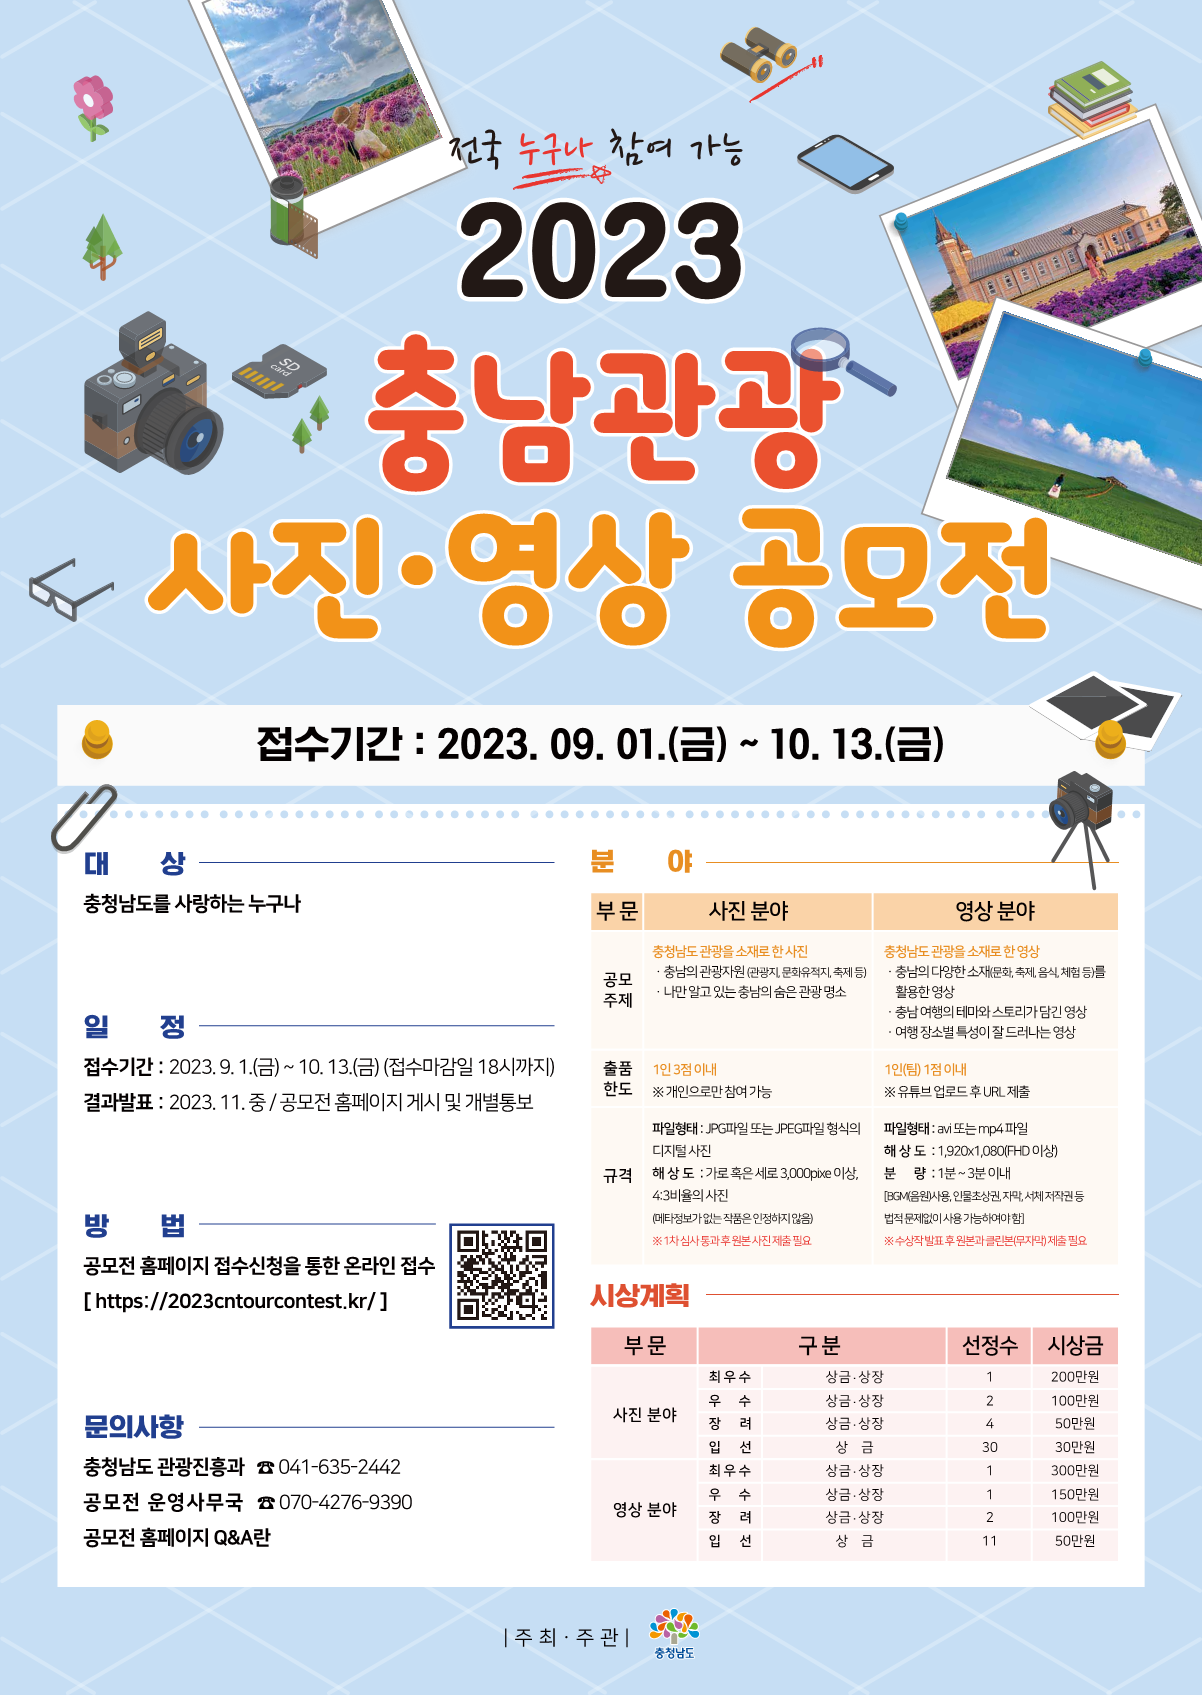 전국 누구나 참여 가능
2023
충남관광
사진·영상 공모전
SD card
접수기간 : 2023. 09. 01.(금) ~ 10. 13.(금)
대 상
충청남도를 사랑하는 누구나
일 정
접수기간 : 2023. 9. 1.(금) ~ 10. 13.(금) (접수마감일 18시까지)
결과발표 : 2023. 11. 중 / 공모전 홈페이지 게시 및 개별통보
방 법
공모전 홈페이지 접수신청을 통한 온라인 접수
[ https://2023cntourcontest.kr/ ]
문의사항
충청남도 관광진흥과 ☎ 041-635-2442
공모전 운영사무국 ☎ 070-4276-9390
공모전 홈페이지 Q&A란
분 야
부 문 사진 분야 영상 분야
공모 주제
충청남도 관광을 소재로 한 사진
· 충남의 관광자원 (관광지, 문화유적지, 축제 등)
· 나만 알고 있는 충남의 숨은 관광 명소
충청남도 관광을 소재로 한 영상
· 충남의 다양한 소재(문화, 축제, 음식, 체험 등)를
활용한 영상
· 충남 여행의 테마와 스토리가 담긴 영상
· 여행 장소별 특성이 잘 드러나는 영상
출품 한도
1인 3점 이내
※ 개인으로만 참여 가능
1인(팀) 1점 이내
※ 유튜브 업로드 후 URL 제출
규격
파일형태 : JPG파일 또는 JPEG파일 형식의
디지털 사진
해 상 도 : 가로 혹은 세로 3,000pixe 이상,
4:3비율의 사진
(메타정보가 없는 작품은 인정하지 않음)
※ 1차 심사 통과 후 원본 사진 제출 필요
파일형태 : avi 또는 mp4 파일
해 상 도 : 1,920x1,080(FHD 이상)
분 량 : 1분 ~ 3분 이내
[BGM(음원)사용, 인물초상권, 자막, 서체 저작권 등
법적 문제없이 사용 가능하여야 함]
※ 수상작 발표 후 원본과 클린본(무자막) 제출 필요
시상계획
부 문 구 분 선정수 시상금
사진 분야
최 우 수 상금·상장 1 200만원
우 수 상금·상장 2 100만원
장 려 상금·상장 4 50만원
입 선 상 금 30 30만원
영상 분야
최 우 수 상금·상장 1 300만원
우 수 상금·상장 1 150만원
장 려 상금·상장 2 100만원
입 선 상 금 11 50만원
| 주 최 · 주 관 | 충청남도